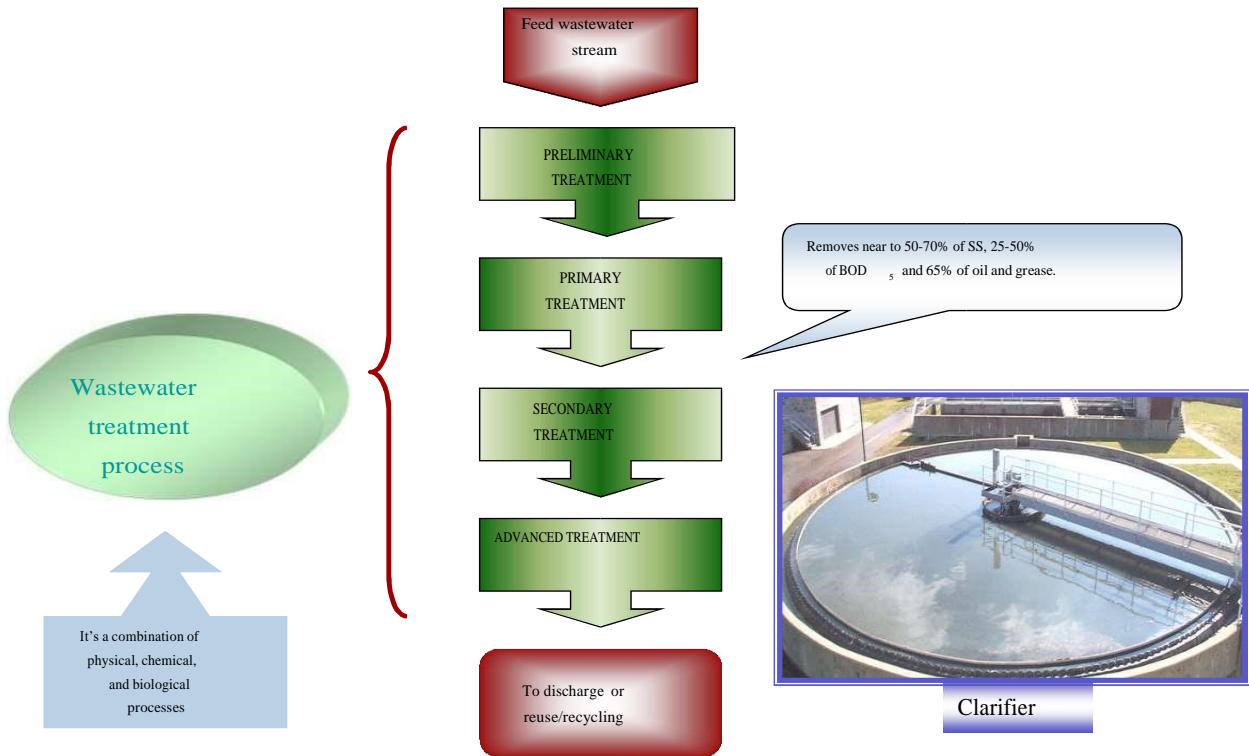 Feed wastewater
stream
PRELIMINARY
TREATMENT
Removes near to 50-70% of SS, 25-50%
of BOD 5 and 65% of oil and grease.
PRIMARY
TREATMENT
Wastewater
treatment
process
SECONDARY
TREATMENT
ADVANCED TREATMENT
It's a combination of
physical, chemical,
and biological
processes
To discharge or
reuse/recycling
Clarifier